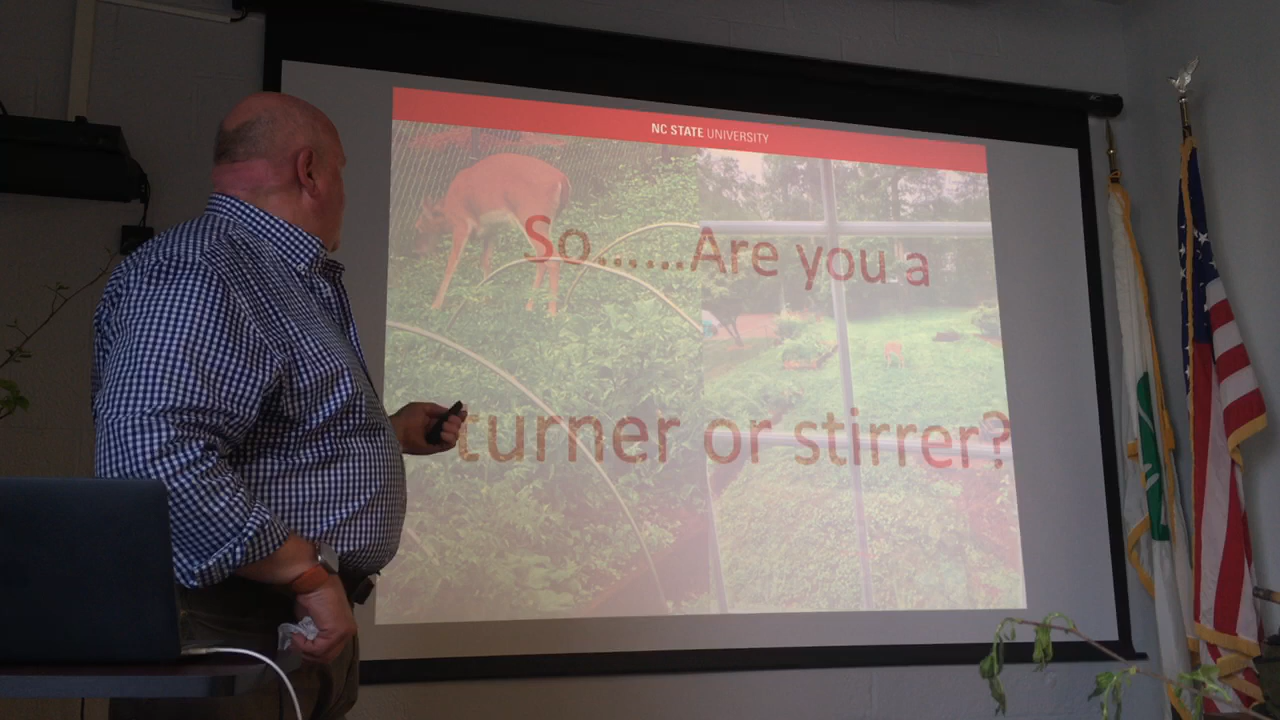 NC STATE UNIVERSITY
So......Are you a
turner or stirrer?